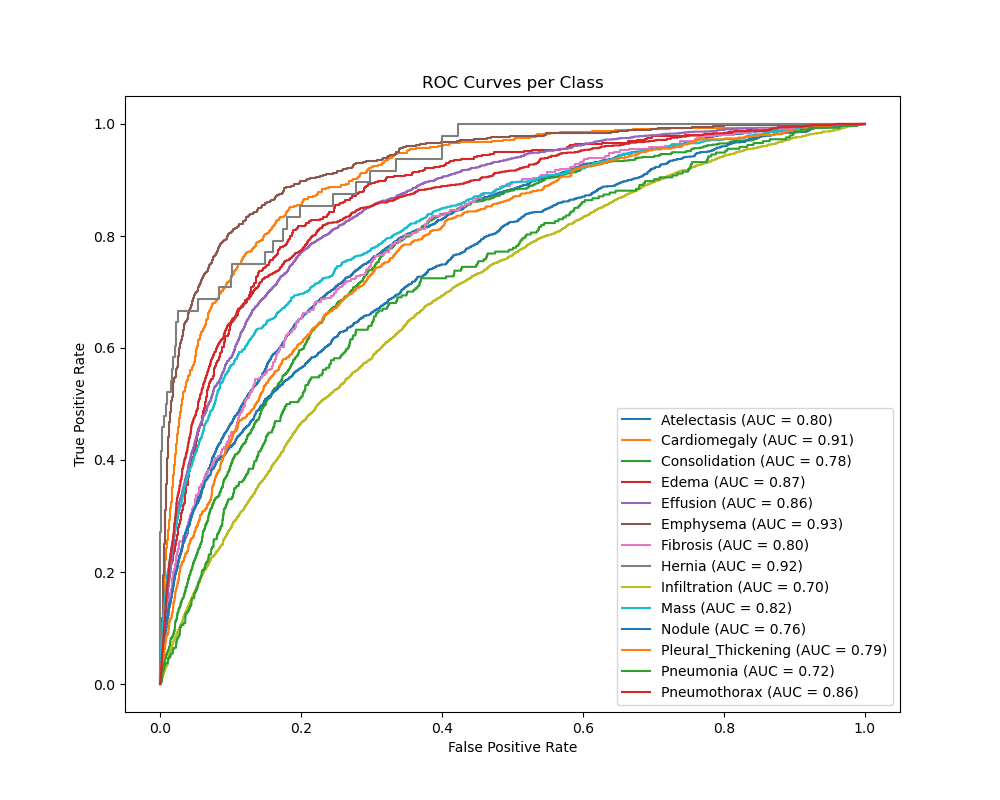 ROC Curves per Class
True Positive Rate
1.0
0.8
0.6
0.4
0.2
0.0
Atelectasis (AUC = 0.80)
Cardiomegaly (AUC = 0.91)
Consolidation (AUC = 0.78)
Edema (AUC = 0.87)
Effusion (AUC = 0.86)
Emphysema (AUC = 0.93)
Fibrosis (AUC = 0.80)
Hernia (AUC = 0.92)
Infiltration (AUC = 0.70)
Mass (AUC = 0.82)
Nodule (AUC = 0.76)
Pleural_Thickening (AUC = 0.79)
Pneumonia (AUC = 0.72)
Pneumothorax (AUC = 0.86)
0.0 0.2 0.4 0.6 0.8 1.0
False Positive Rate